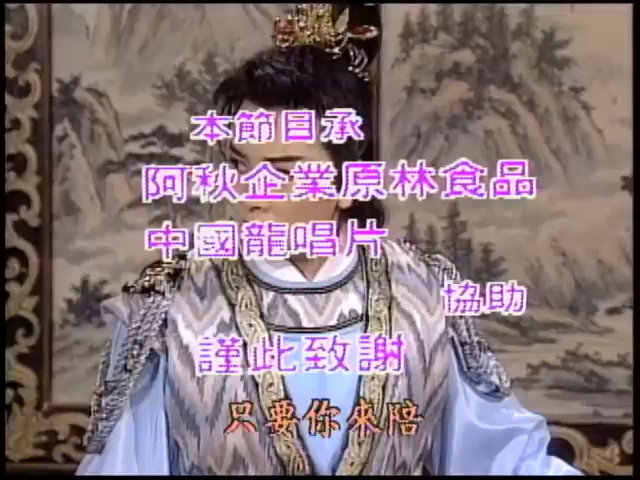 本節目承
阿秋企業原林食品
中國龍唱片
協助
謹此致謝
只要你來陪